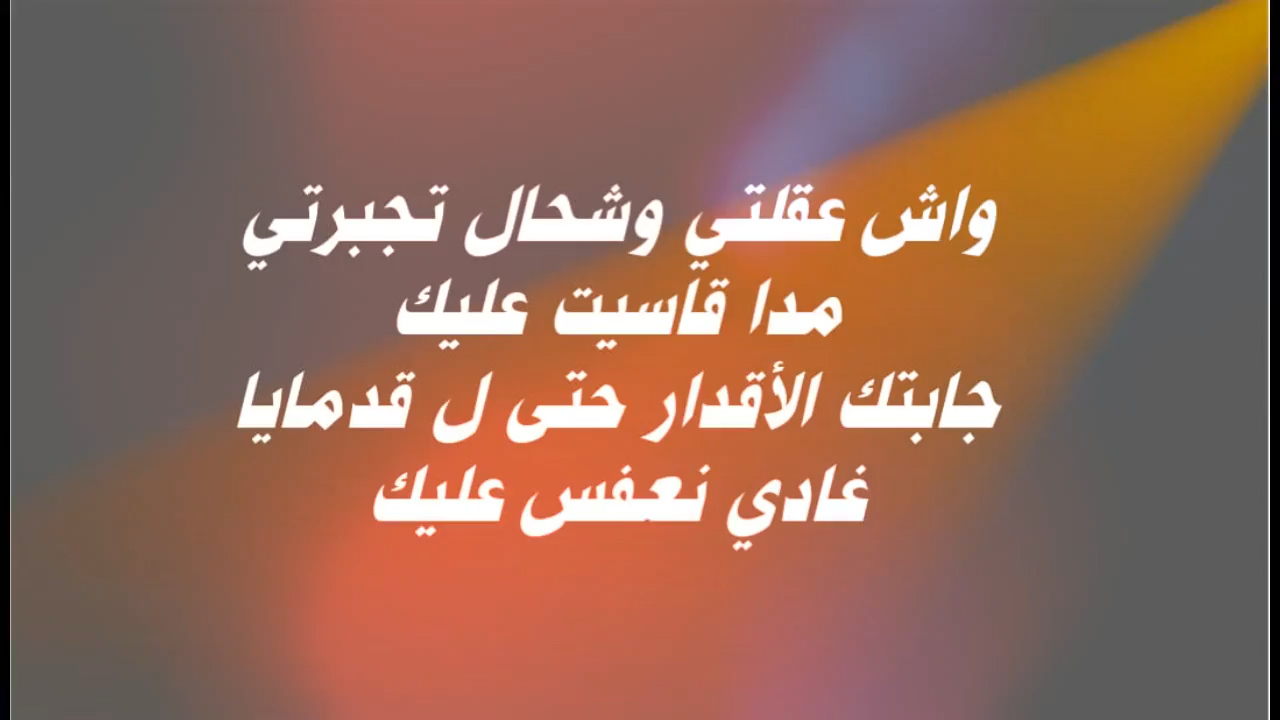 واش عقلتي وشحال تجبرتي
مدا قاسيت عليك
جابتك الأقدار حتى ل قدمايا
غادي نعفس عليك